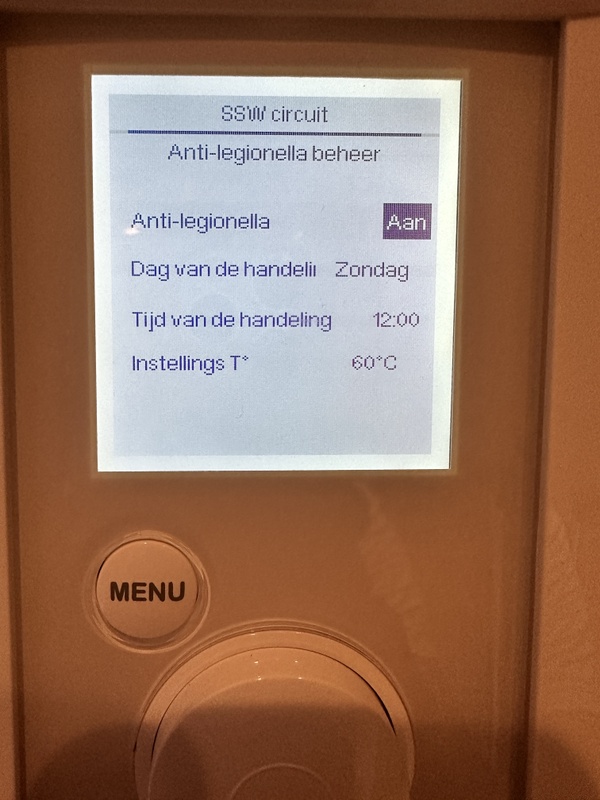 SSW circuit
Anti-legionella beheer
Anti-legionella Aan
Dag van de handelii Zondag
Tijd van de handeling 12:00
Instellings T° 60°C
MENU